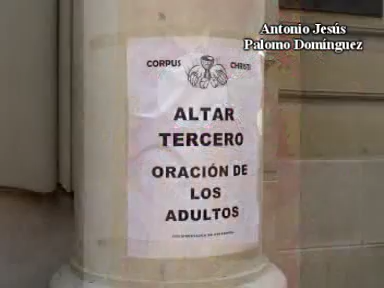 Antonio Jesús
Palomo Domínguez
CORPUS CHRISTI
ALTAR
TERCERO
ORACIÓN DE
LOS
ADULTOS